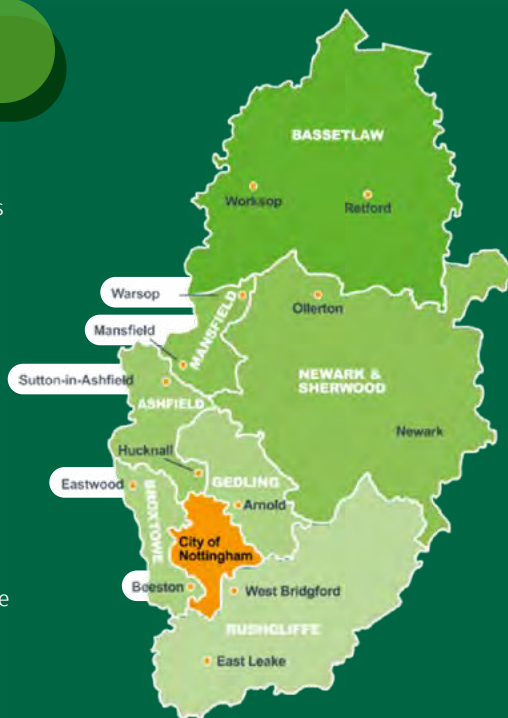 BASSETLAW
Worksop
Retford
s
Warsop
MANSFIELD
Ollerton
Mansfield
NEWARK &
SHERWOOD
Sutton-in-Ashfield
ASHFIELD
Newark
Hucknall
GEDLING
Eastwood
BROXTOWE
Arnold
City of
Nottingham
Beeston
West Bridgford
e
RUSHCLIFFE
East Leake